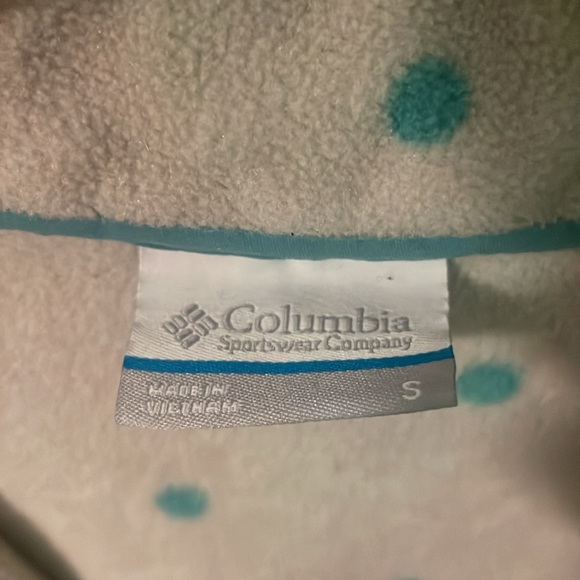 Columbia
Sportswear Company
MADE IN
VIETNAM
S